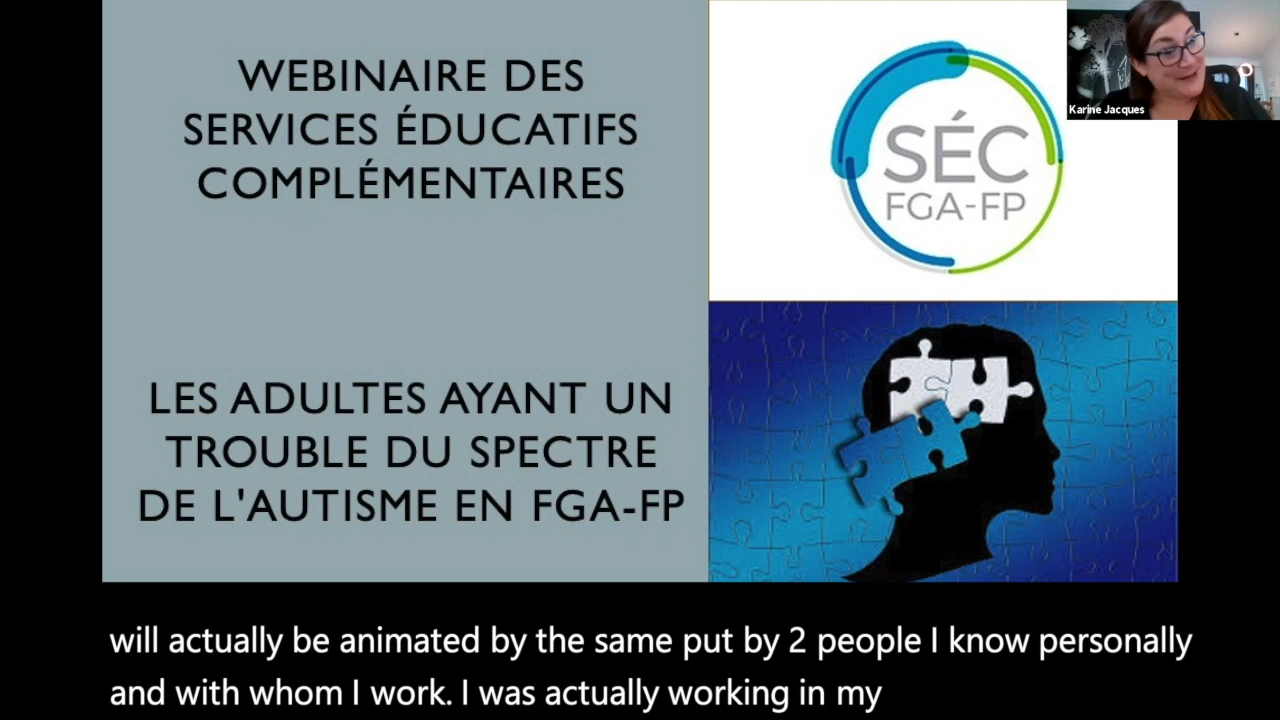 WEBINAIRE DES
SERVICES ÉDUCATIFS
COMPLÉMENTAIRES
SÉC
FGA-FP
Karine Jacques
LES ADULTES AYANT UN
TROUBLE DU SPECTRE
DE L'AUTISME EN FGA-FP
will actually be animated by the same put by 2 people I know personally
and with whom I work. I was actually working in my